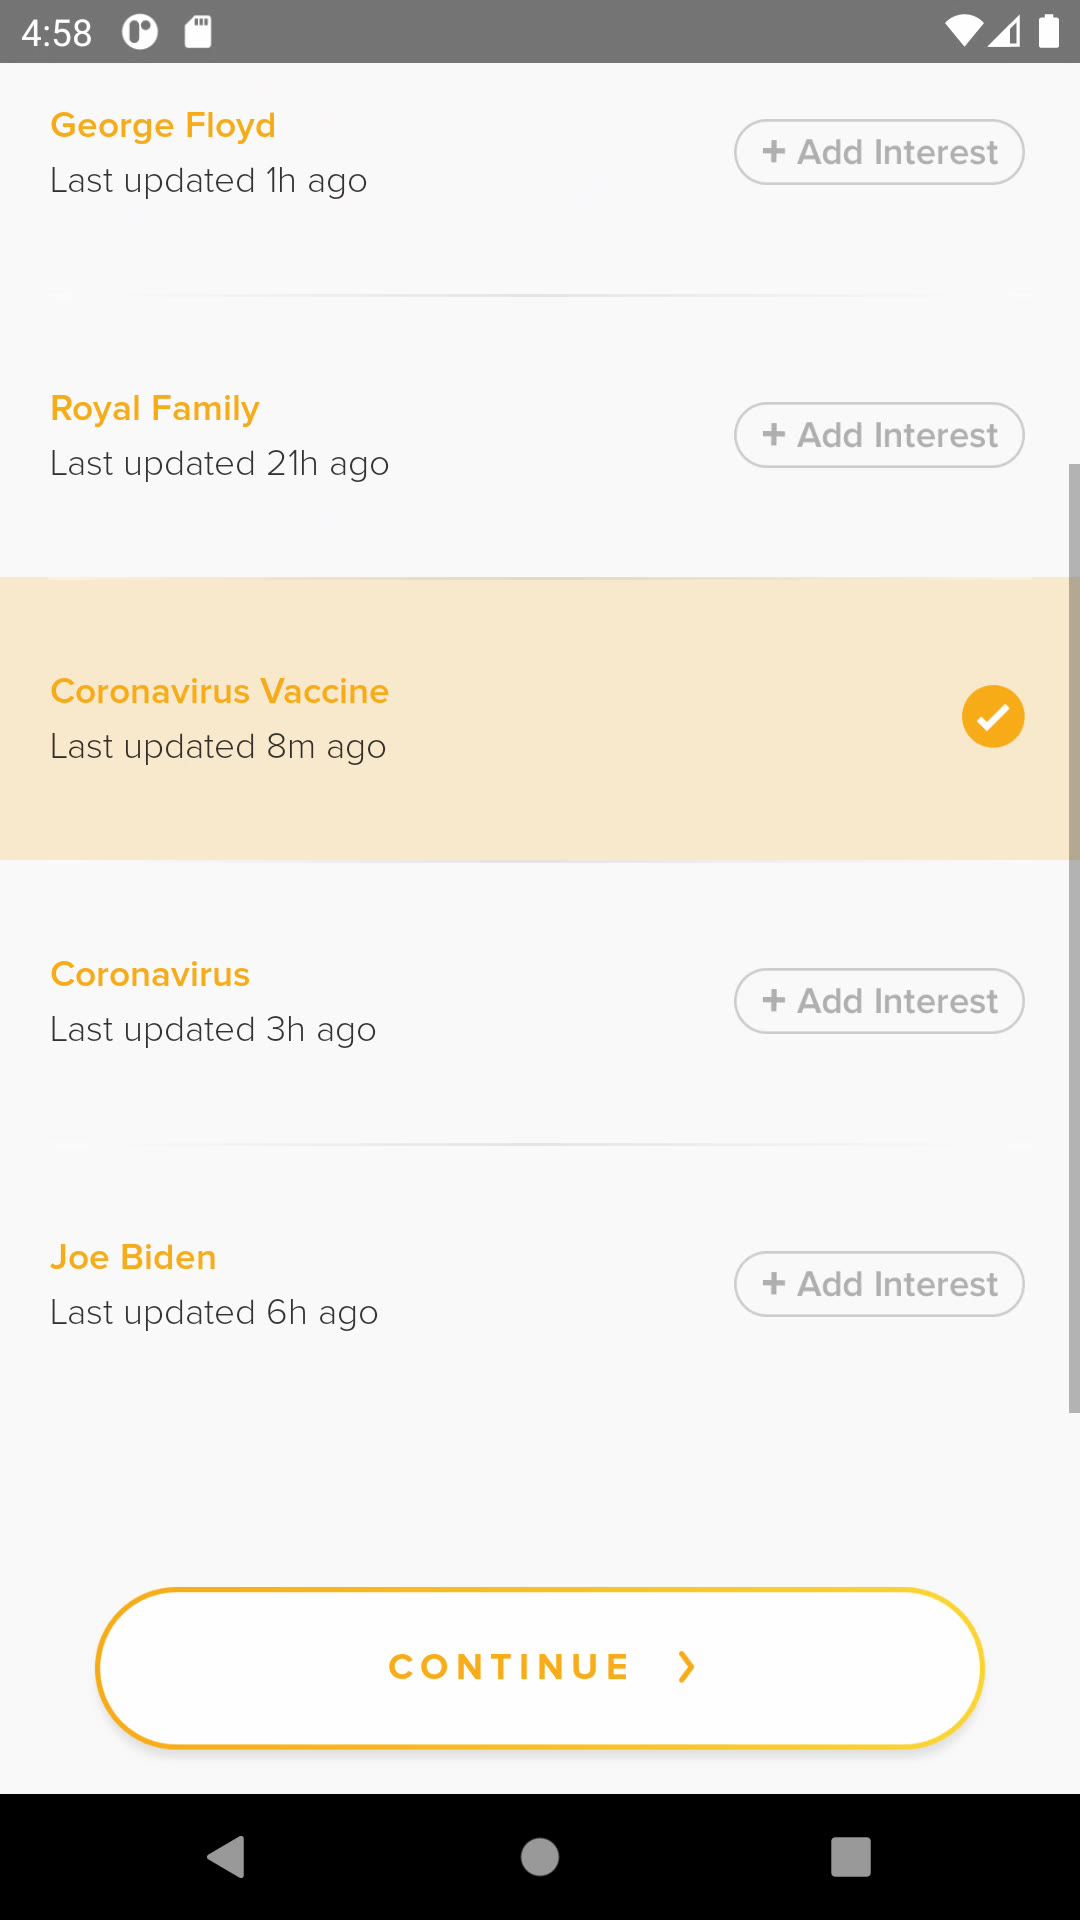 4:58
George Floyd
Last updated 1h ago
+ Add Interest
Royal Family
Last updated 21h ago
+ Add Interest
Coronavirus Vaccine
Last updated 8m ago
Coronavirus
Last updated 3h ago
+ Add Interest
Joe Biden
Last updated 6h ago
+ Add Interest
CONTINUE